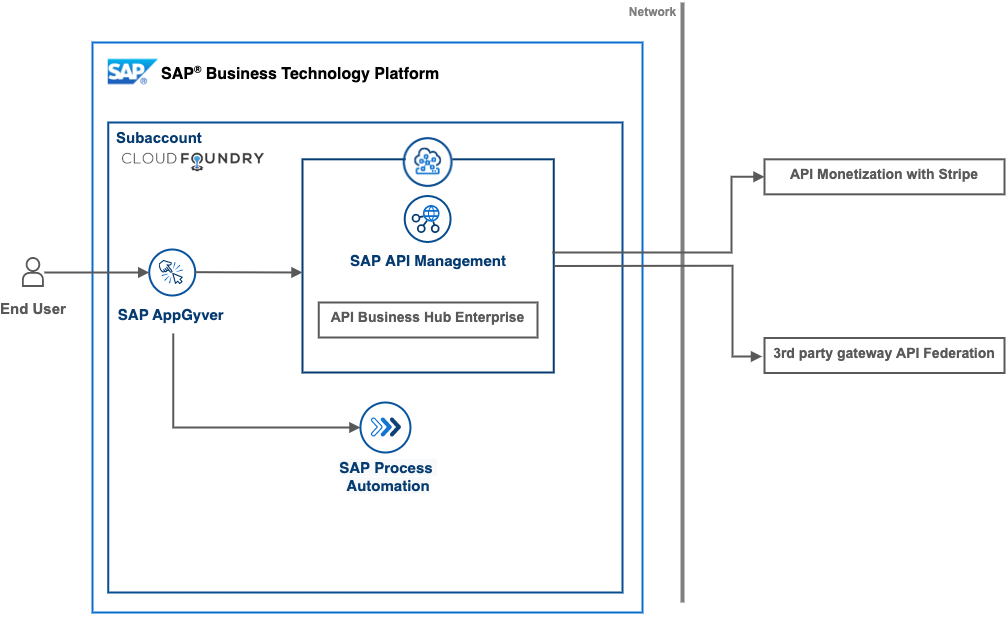 Network
SAP®
SAP® Business Technology Platform
Subaccount
CLOUD FOUNDRY
SAP API Management
End User
SAP AppGyver
API Business Hub Enterprise
SAP Process
Automation
API Monetization with Stripe
3rd party gateway API Federation